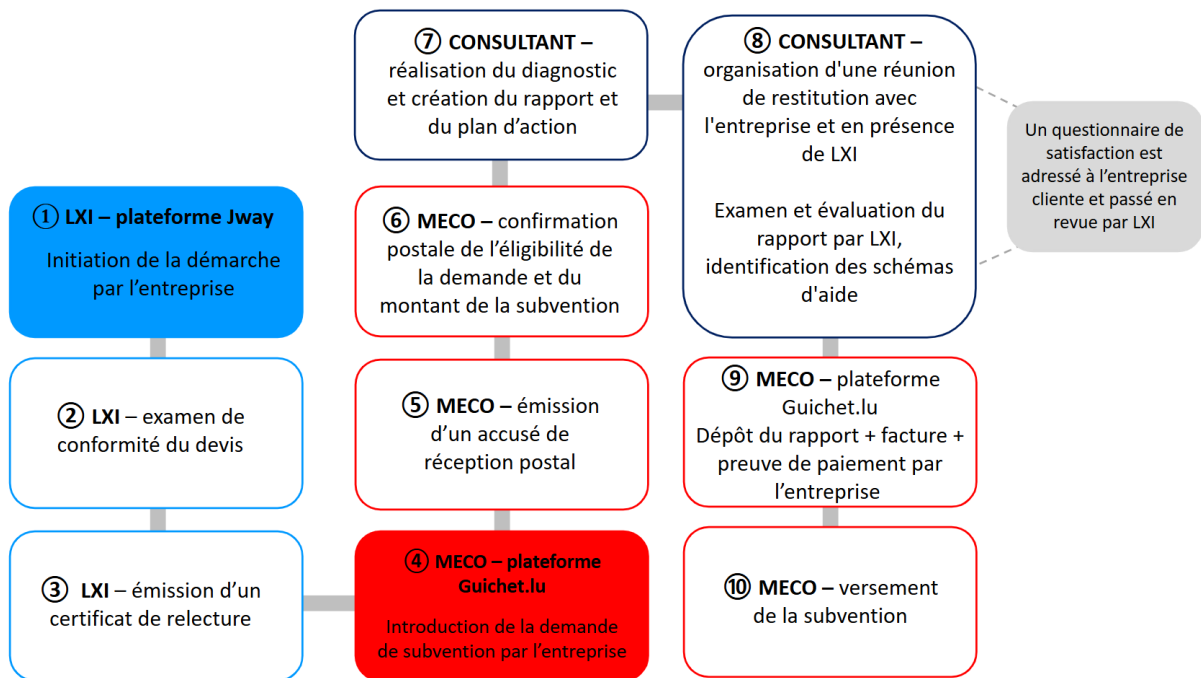 ① LXI – plateforme Jway
Initiation de la démarche
par l’entreprise
② LXI – examen de
conformité du devis
③ LXI – émission d’un
certificat de relecture
④ MECO – plateforme
Guichet.lu
Introduction de la demande
de subvention par l’entreprise
⑤ MECO – émission
d’un accusé de
réception postal
⑥ MECO – confirmation
postale de l’éligibilité de
la demande et du
montant de la subvention
⑦ CONSULTANT –
réalisation du diagnostic
et création du rapport et
du plan d’action
⑧ CONSULTANT –
organisation d'une réunion
de restitution avec
l'entreprise et en présence
de LXI
Examen et évaluation du
rapport par LXI,
identification des schémas
d'aide
Un questionnaire de
satisfaction est
adressé à l’entreprise
cliente et passé en
revue par LXI
⑨ MECO – plateforme
Guichet.lu
Dépôt du rapport + facture +
preuve de paiement par
l’entreprise
⑩ MECO – versement
de la subvention